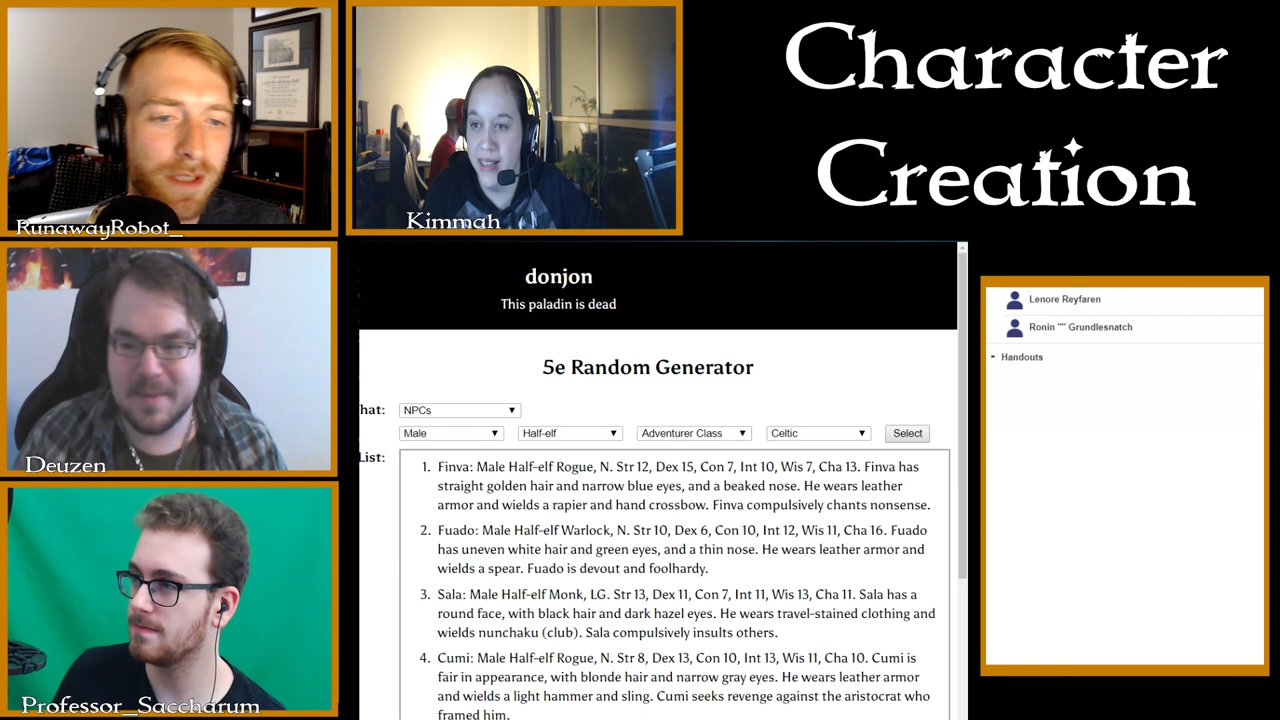 Character
Creation
RunawayRobot_
Kimmah
Deuzen
Professor_Saccharum
donjon
This paladin is dead
5e Random Generator
hat:
NPCs
Male
Half-elf
Adventurer Class
Celtic
Select
List:
1. Finva: Male Half-elf Rogue, N. Str 12, Dex 15, Con 7, Int 10, Wis 7, Cha 13. Finva has
straight golden hair and narrow blue eyes, and a beaked nose. He wears leather
armor and wields a rapier and hand crossbow. Finva compulsively chants nonsense.
2. Fuado: Male Half-elf Warlock, N. Str 10, Dex 6, Con 10, Int 12, Wis 11, Cha 16. Fuado
has uneven white hair and green eyes, and a thin nose. He wears leather armor and
wields a spear. Fuado is devout and foolhardy.
3. Sala: Male Half-elf Monk, LG. Str 13, Dex 11, Con 7, Int 11, Wis 13, Cha 11. Sala has a
round face, with black hair and dark hazel eyes. He wears travel-stained clothing and
wields nunchaku (club). Sala compulsively insults others.
4. Cumi: Male Half-elf Rogue, N. Str 8, Dex 13, Con 10, Int 13, Wis 11, Cha 10. Cumi is
fair in appearance, with blonde hair and narrow gray eyes. He wears leather armor
and wields a light hammer and sling. Cumi seeks revenge against the aristocrat who
framed him.
Lenore Reyfaren
Ronin "" Grundlesnatch
Handouts